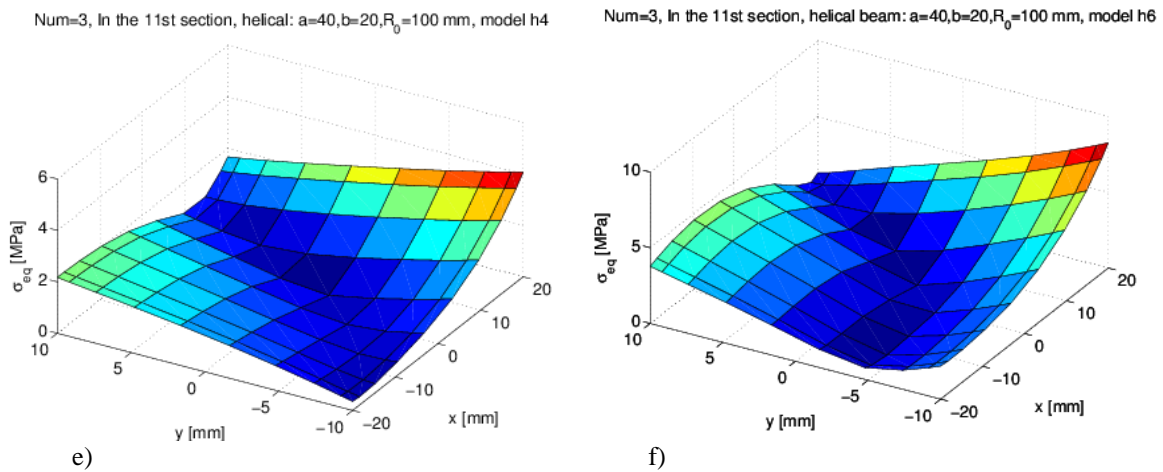 Num=3, In the 11st section, helical: a=40,b=20,R0=100 mm, model h4
6
4
2
0
σeq [MPa]
10
5
0
−5
−10
y [mm]
−20
−10
0
10
20
x [mm]
e)
Num=3, In the 11st section, helical beam: a=40,b=20,R0=100 mm, model h6
10
5
0
σeq [MPa]
10
5
0
−5
−10
y [mm]
−20
−10
0
10
20
x [mm]
f)